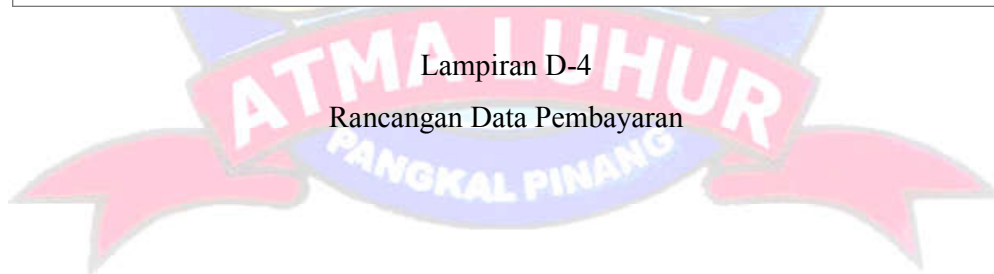 ATMA LUHUR
Lampiran D-4
Rancangan Data Pembayaran
PANGKAL PINANG